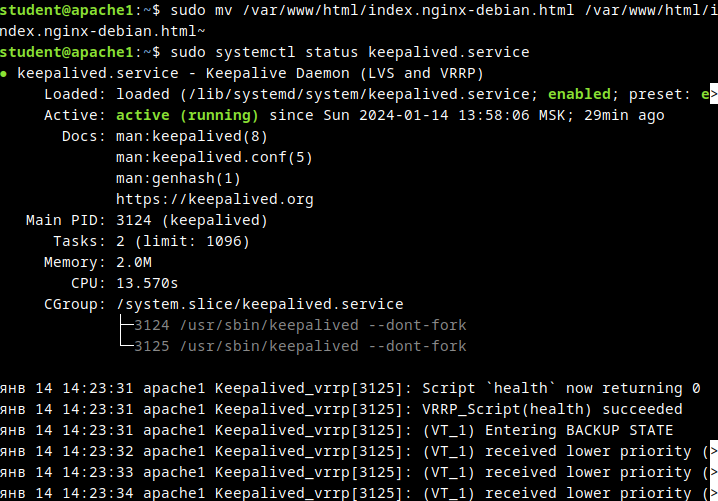 student@apache1:~$ sudo mv /var/www/html/index.nginx-debian.html /var/www/html/i
ndex.nginx-debian.html~
student@apache1:~$ sudo systemctl status keepalived.service
● keepalived.service - Keepalive Daemon (LVS and VRRP)
Loaded: loaded (/lib/systemd/system/keepalived.service; enabled; preset: e>
Active: active (running) since Sun 2024-01-14 13:58:06 MSK; 29min ago
Docs: man:keepalived(8)
man:keepalived.conf(5)
man:genhash(1)
https://keepalived.org
Main PID: 3124 (keepalived)
Tasks: 2 (limit: 1096)
Memory: 2.0M
CPU: 13.570s
CGroup: /system.slice/keepalived.service
├─3124 /usr/sbin/keepalived --dont-fork
└─3125 /usr/sbin/keepalived --dont-fork
янв 14 14:23:31 apache1 Keepalived_vrrp[3125]: Script `health` now returning 0
янв 14 14:23:31 apache1 Keepalived_vrrp[3125]: VRRP_Script(health) succeeded
янв 14 14:23:31 apache1 Keepalived_vrrp[3125]: (VT_1) Entering BACKUP STATE
янв 14 14:23:32 apache1 Keepalived_vrrp[3125]: (VT_1) received lower priority (>
янв 14 14:23:33 apache1 Keepalived_vrrp[3125]: (VT_1) received lower priority (>
янв 14 14:23:34 apache1 Keepalived_vrrp[3125]: (VT_1) received lower priority (>